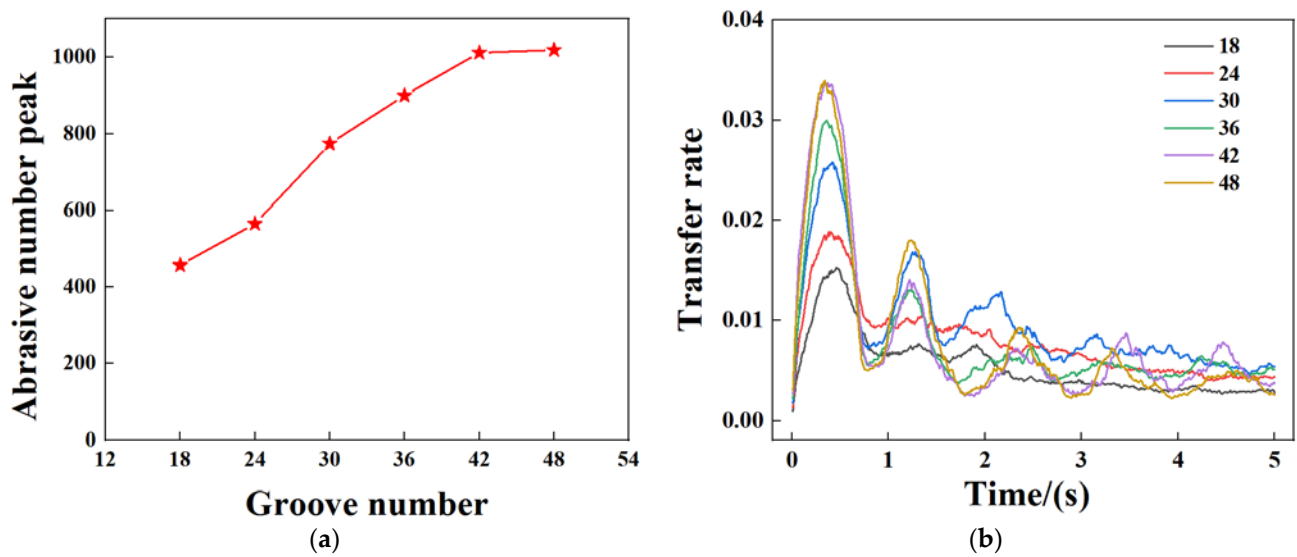 1000
800
600
400
200
0
12 18 24 30 36 42 48 54
Abrasive number peak
Groove number
(a)
0.04
0.03
0.02
0.01
0.00
0 1 2 3 4 5
Transfer rate
Time/(s)
18
24
30
36
42
48
(b)